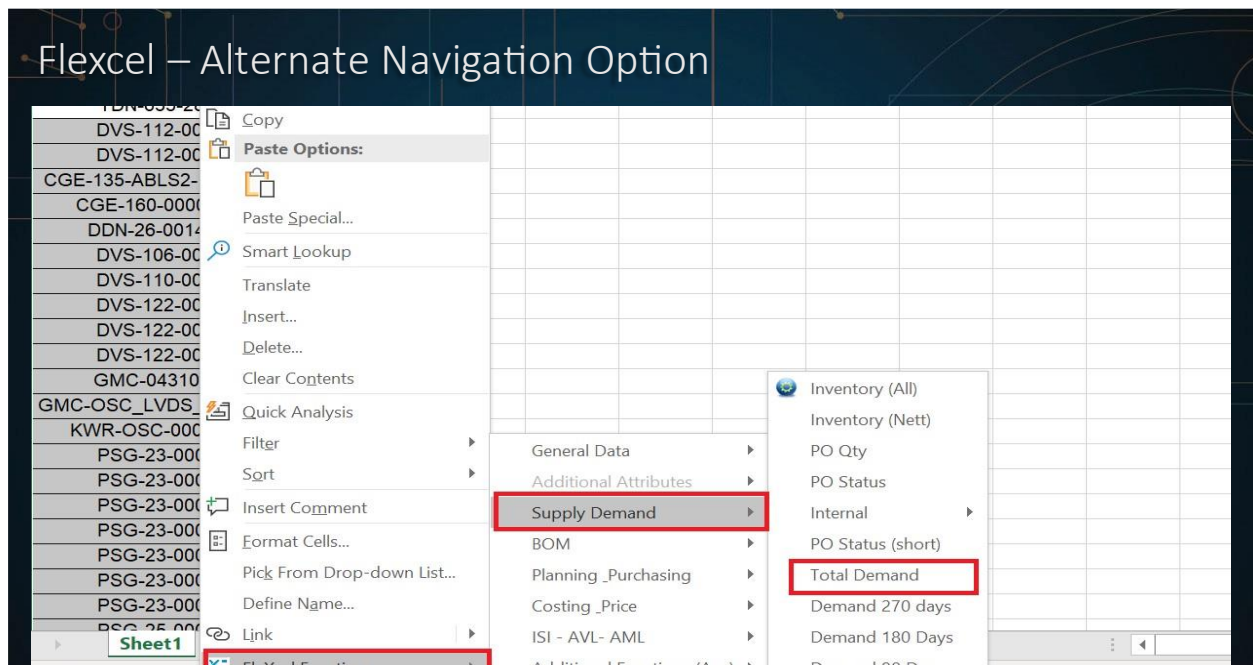 Flexcel – Alternate Navigation Option
DVS-112-00
DVS-112-00
CGE-135-ABLS2-
CGE-160-0000
DDN-26-0014
DVS-106-00
DVS-110-00
DVS-122-00
DVS-122-00
DVS-122-00
GMC-04310
GMC-OSC_LVDS_
KWR-OSC-000
PSG-23-000
PSG-23-000
PSG-23-000
PSG-23-000
PSG-23-000
PSG-23-000
PSG-23-000
Sheet1
Copy
Paste Options:
Paste Special...
Smart Lookup
Translate
Insert...
Delete...
Clear Contents
Quick Analysis
Filter
Sort
Insert Comment
Format Cells...
Pick From Drop-down List...
Define Name...
Link
General Data
Additional Attributes
Supply Demand
BOM
Planning _Purchasing
Costing _Price
ISI - AVL- AML
Inventory (All)
Inventory (Nett)
PO Qty
PO Status
Internal
PO Status (short)
Total Demand
Demand 270 days
Demand 180 Days